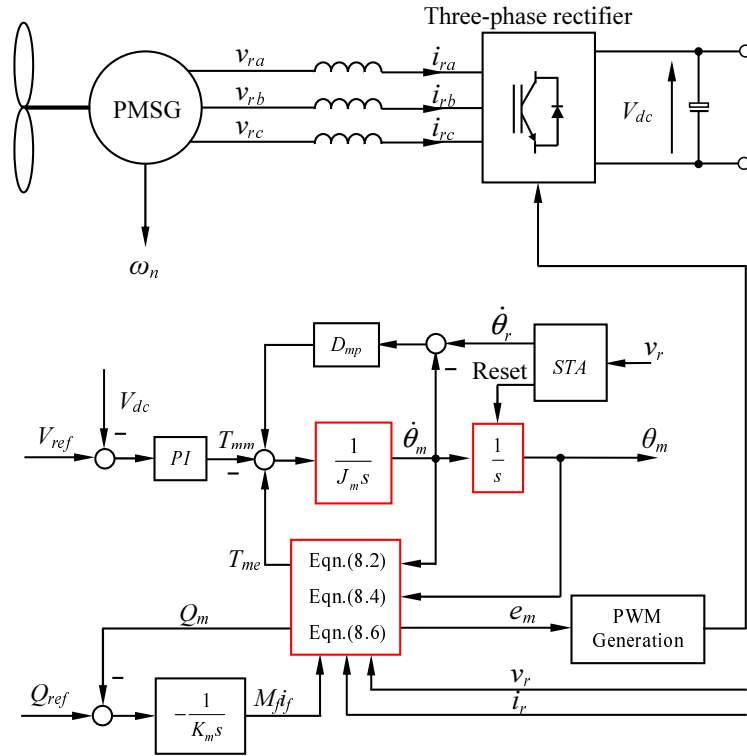 Three-phase rectifier
v_ra
i_ra
PMSG
v_rb
i_rb
v_rc
i_rc
V_dc
ω_n
D_mp
θ̇_r
STA
v_r
Reset
V_dc
V_ref
PI
T_mm
1/(J_m s)
θ̇_m
1/s
θ_m
T_me
Eqn.(8.2)
Eqn.(8.4)
Eqn.(8.6)
Q_m
e_m
PWM
Generation
v_r
i_r
Q_ref
-1/(K_m s)
M_f i_f